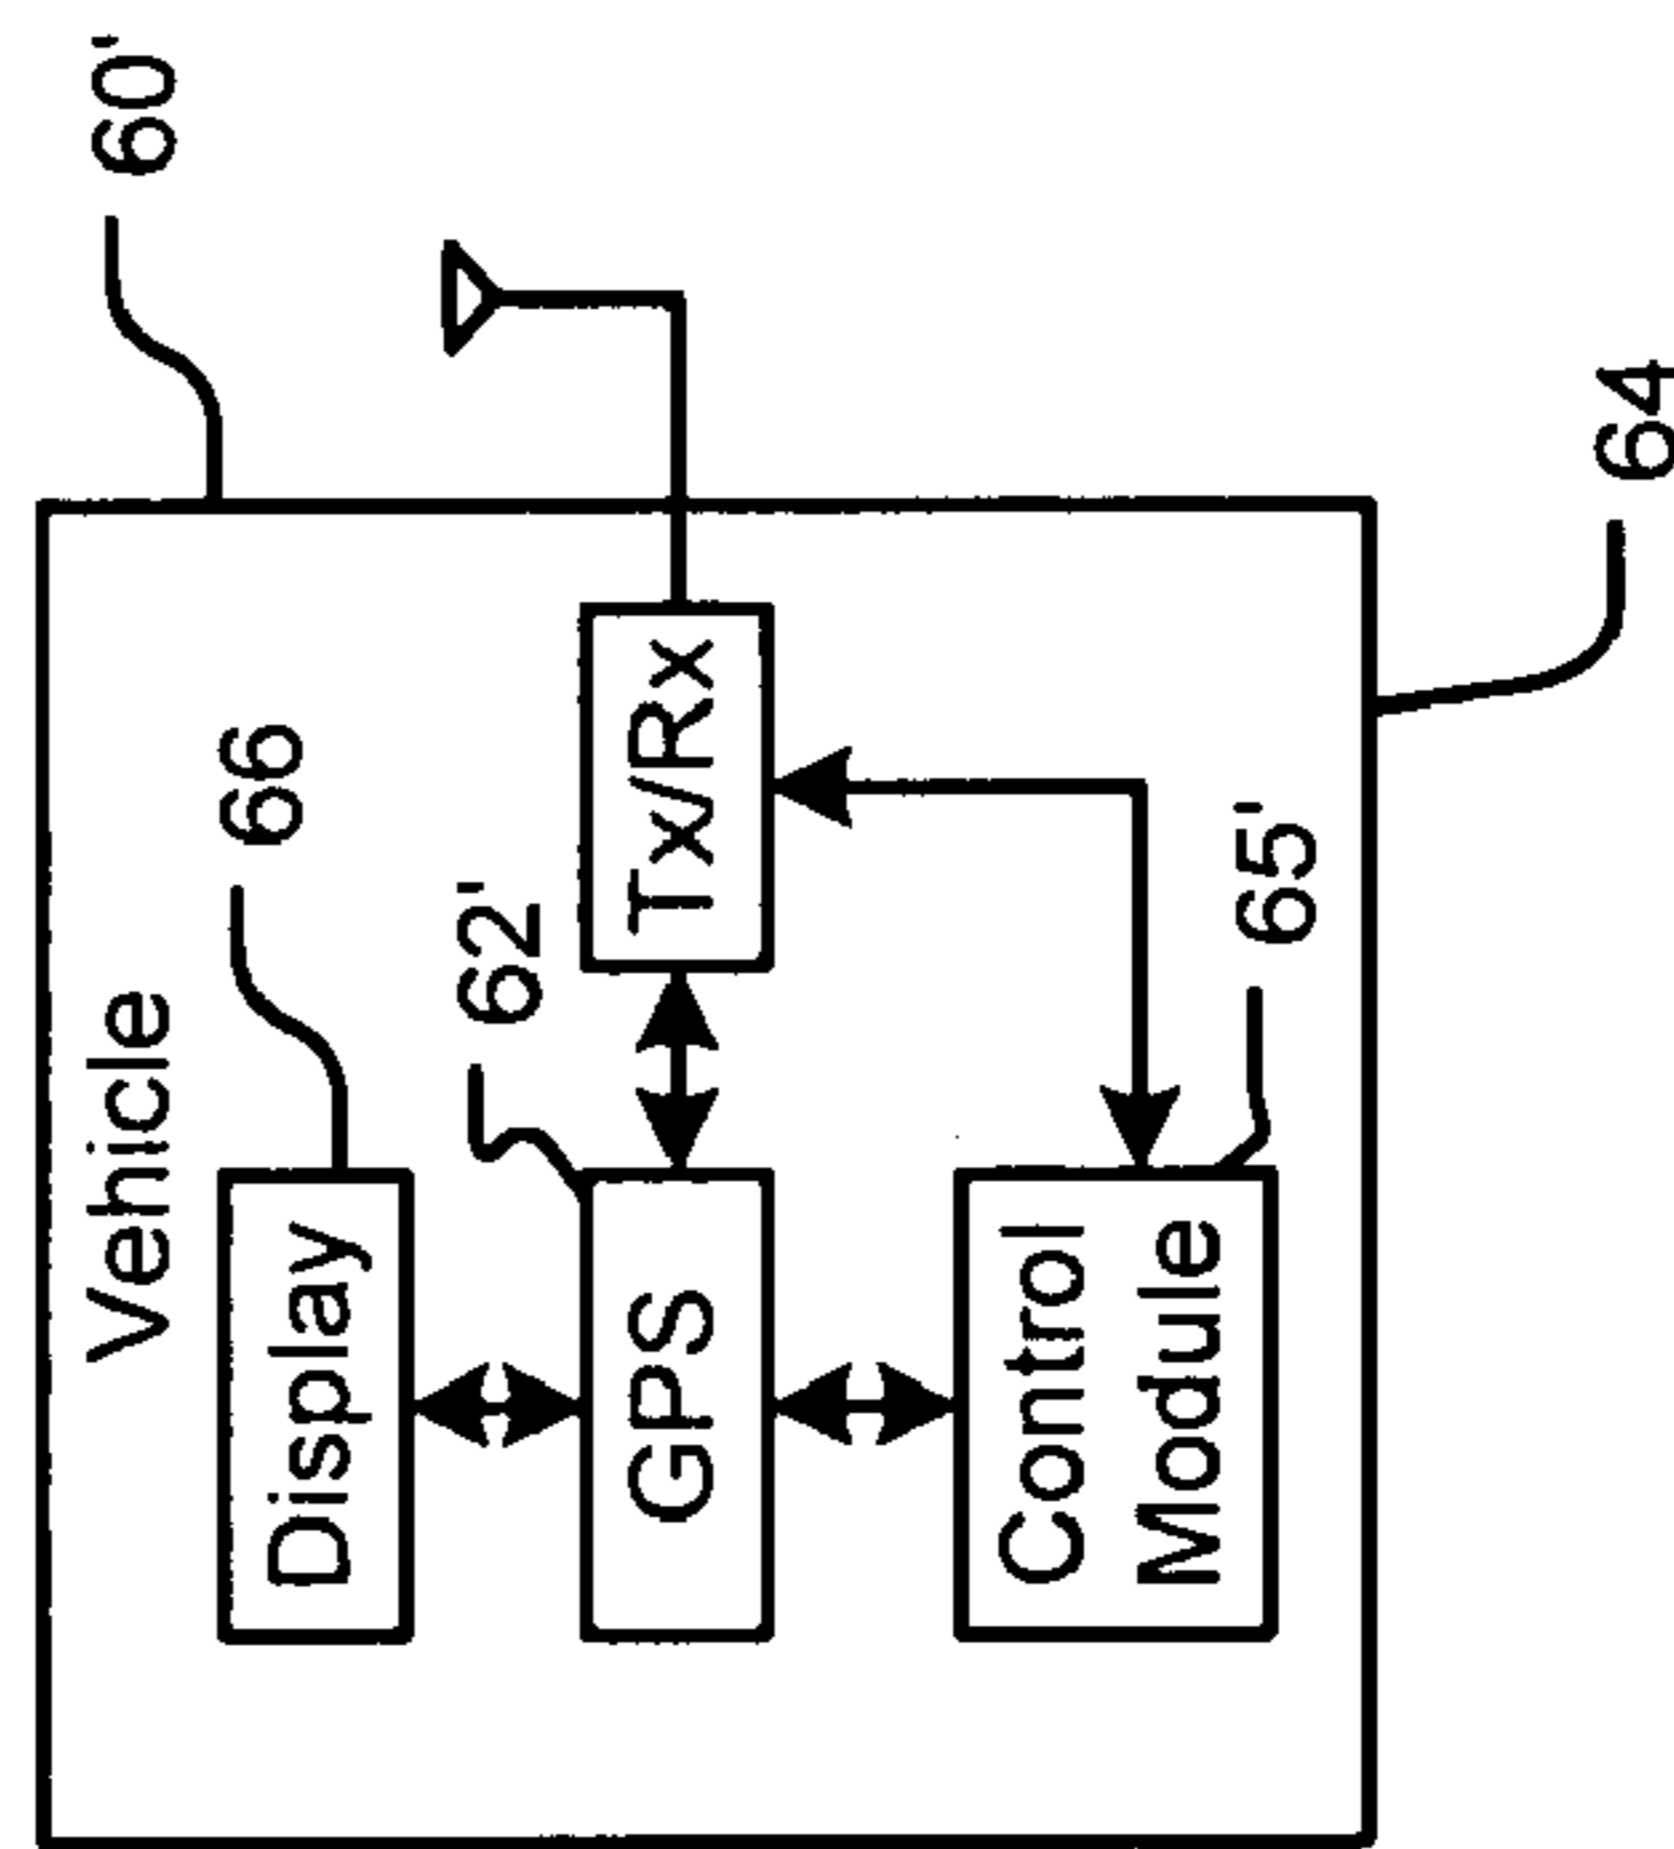 60'
Vehicle
66
Display
62'
GPS
Tx/Rx
Control
Module
65'
64